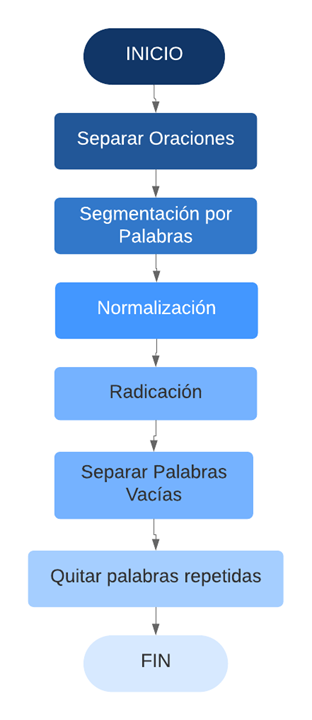 INICIO
Separar Oraciones
Segmentación por
Palabras
Normalización
Radicación
Separar Palabras
Vacías
Quitar palabras repetidas
FIN